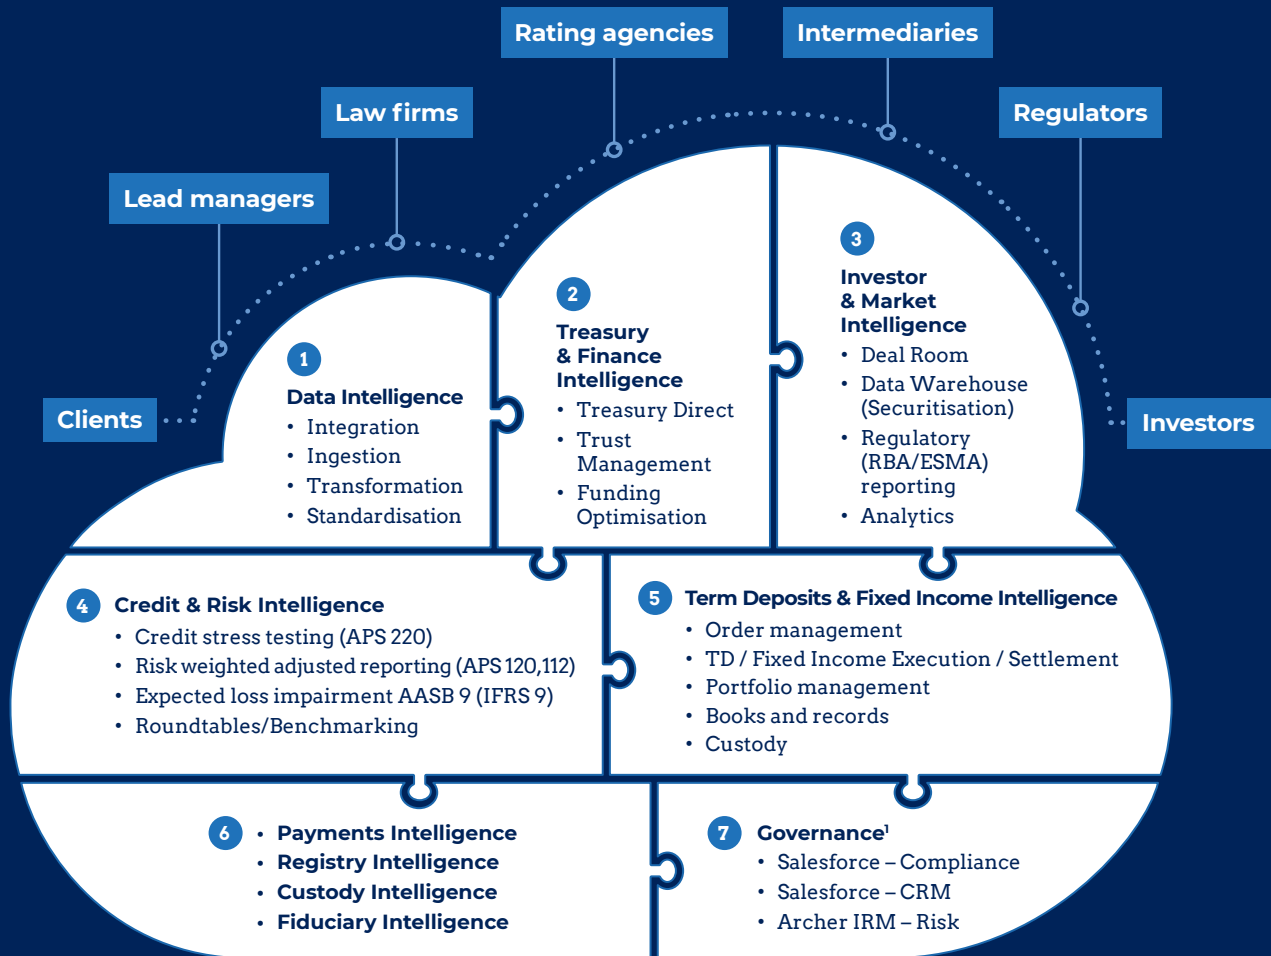 Rating agencies
Intermediaries
Law firms
Regulators
Lead managers
Clients
Investors
1
Data Intelligence
• Integration
• Ingestion
• Transformation
• Standardisation
2
Treasury
& Finance
Intelligence
• Treasury Direct
• Trust
Management
• Funding
Optimisation
3
Investor
& Market
Intelligence
• Deal Room
• Data Warehouse
(Securitisation)
• Regulatory
(RBA/ESMA)
reporting
• Analytics
4 Credit & Risk Intelligence
• Credit stress testing (APS 220)
• Risk weighted adjusted reporting (APS 120,112)
• Expected loss impairment AASB 9 (IFRS 9)
• Roundtables/Benchmarking
5 Term Deposits & Fixed Income Intelligence
• Order management
• TD / Fixed Income Execution / Settlement
• Portfolio management
• Books and records
• Custody
6 • Payments Intelligence
• Registry Intelligence
• Custody Intelligence
• Fiduciary Intelligence
7 Governance¹
• Salesforce – Compliance
• Salesforce – CRM
• Archer IRM – Risk